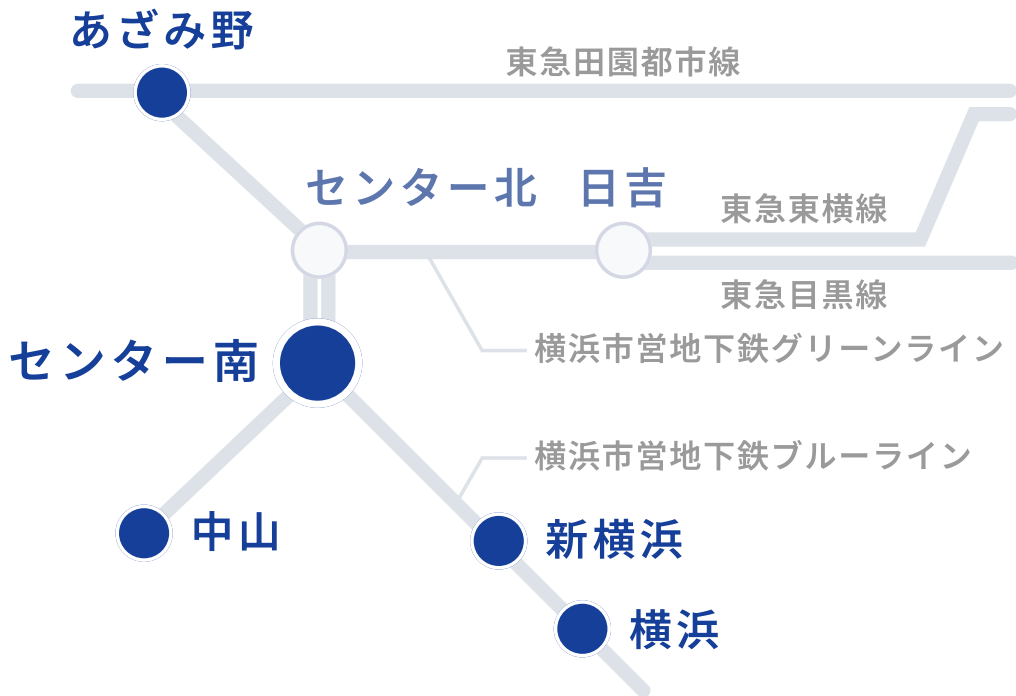 あざみ野
東急田園都市線
センター北
日吉
東急東横線
東急目黒線
横浜市営地下鉄グリーンライン
センター南
横浜市営地下鉄ブルーライン
中山
新横浜
横浜